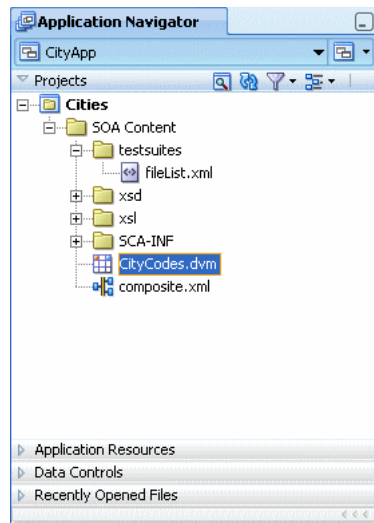 Application Navigator
CityApp
Projects
Cities
SOA Content
testsuites
fileList.xml
xsd
xsl
SCA-INF
CityCodes.dvm
composite.xml
Application Resources
Data Controls
Recently Opened Files